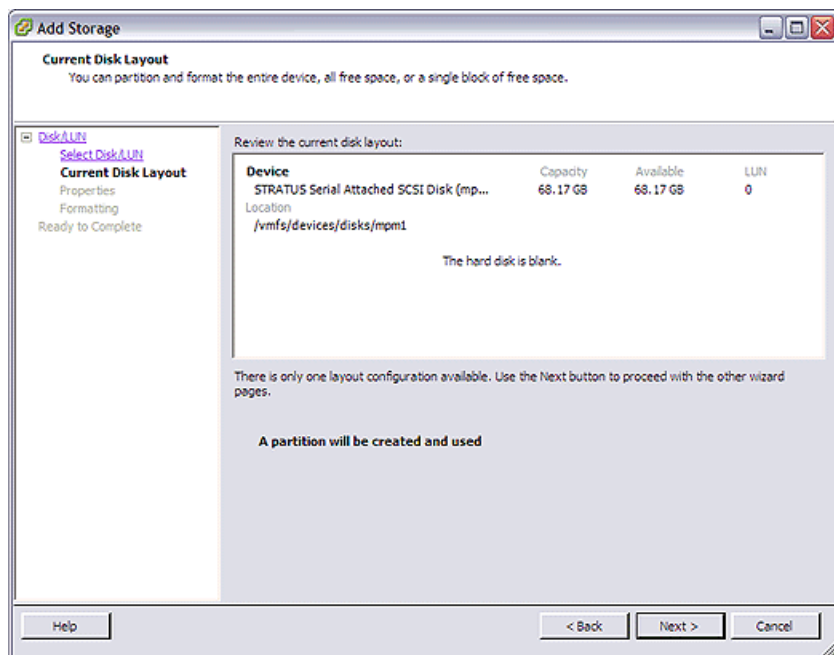 Add Storage
Current Disk Layout
You can partition and format the entire device, all free space, or a single block of free space.
Disk/LUN
Select Disk/LUN
Current Disk Layout
Properties
Formatting
Ready to Complete
Review the current disk layout:
Device Capacity Available LUN
STRATUS Serial Attached SCSI Disk (mp... 68.17 GB 68.17 GB 0
Location
/vmfs/devices/disks/mpm1
The hard disk is blank.
There is only one layout configuration available. Use the Next button to proceed with the other wizard
pages.
A partition will be created and used
Help < Back Next > Cancel